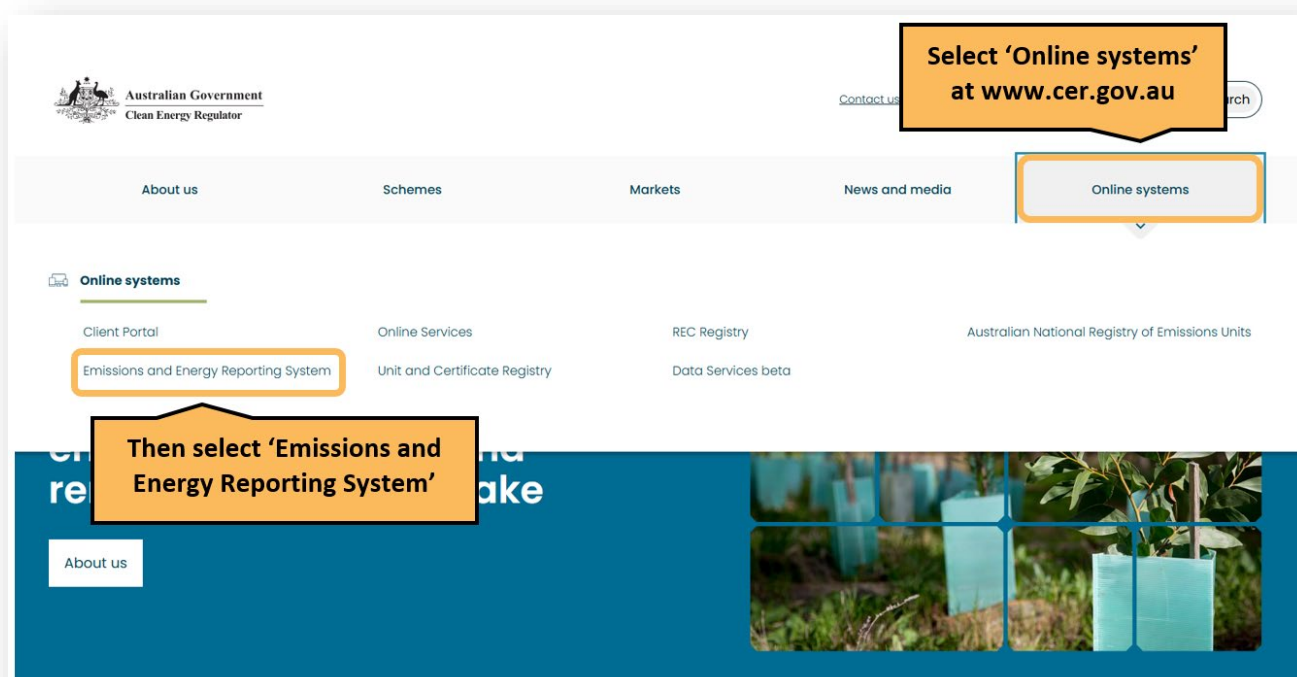 Select ‘Online systems’
at www.cer.gov.au
Australian Government
Clean Energy Regulator
Contact us
About us
Schemes
Markets
News and media
Online systems
Online systems
Client Portal
Online Services
REC Registry
Australian National Registry of Emissions Units
Emissions and Energy Reporting System
Unit and Certificate Registry
Data Services beta
Then select ‘Emissions and
Energy Reporting System’
About us